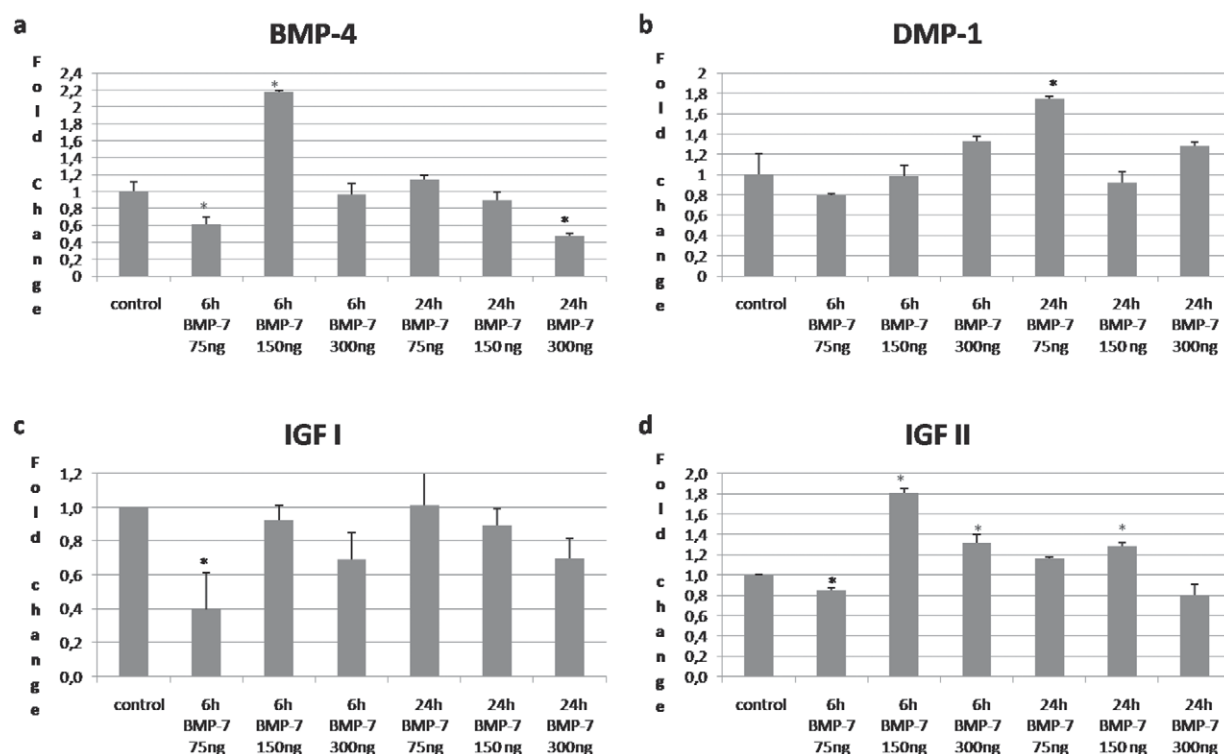 a
BMP-4
Fold Change
2,4
2,2
2
1,8
1,6
1,4
1,2
1
0,8
0,6
0,4
0,2
0
*
*
*
control
6h BMP-7 75ng
6h BMP-7 150ng
6h BMP-7 300ng
24h BMP-7 75ng
24h BMP-7 150 ng
24h BMP-7 300ng
b
DMP-1
Fold change
2
1,8
1,6
1,4
1,2
1
0,8
0,6
0,4
0,2
0
*
control
6h BMP-7 75ng
6h BMP-7 150ng
6h BMP-7 300ng
24h BMP-7 75ng
24h BMP-7 150 ng
24h BMP-7 300ng
c
IGF I
Fold change
1,2
1,0
0,8
0,6
0,4
0,2
0,0
*
control
6h BMP-7 75ng
6h BMP-7 150ng
6h BMP-7 300ng
24h BMP-7 75ng
24h BMP-7 150 ng
24h BMP-7 300ng
d
IGF II
Fold change
2,0
1,8
1,6
1,4
1,2
1,0
0,8
0,6
0,4
0,2
0,0
*
*
*
*
control
6h BMP-7 75ng
6h BMP-7 150ng
6h BMP-7 300ng
24h BMP-7 75ng
24h BMP-7 150 ng
24h BMP-7 300ng